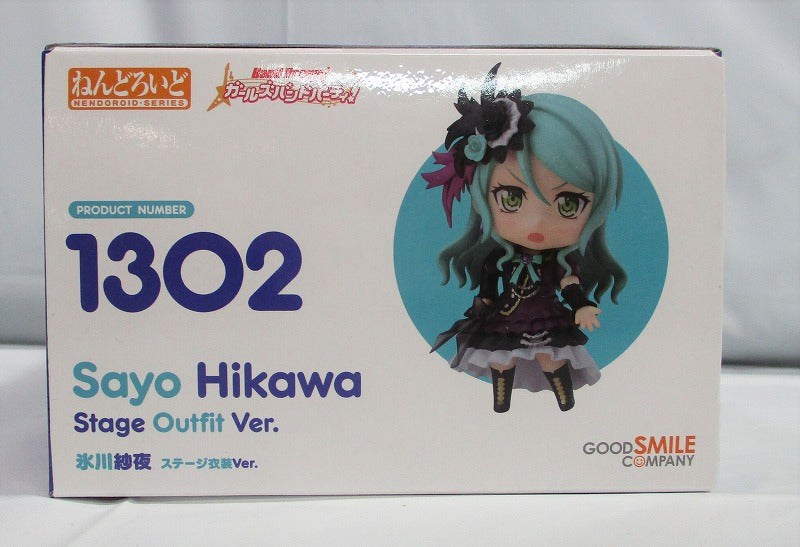 ねんどろいど
NENDOROID-SERIES
BanG Dream!
ガールズバンドパーティ!
PRODUCT NUMBER
1302
Sayo Hikawa
Stage Outfit Ver.
氷川紗夜 ステージ衣装Ver.
GOOD SMILE
COMPANY